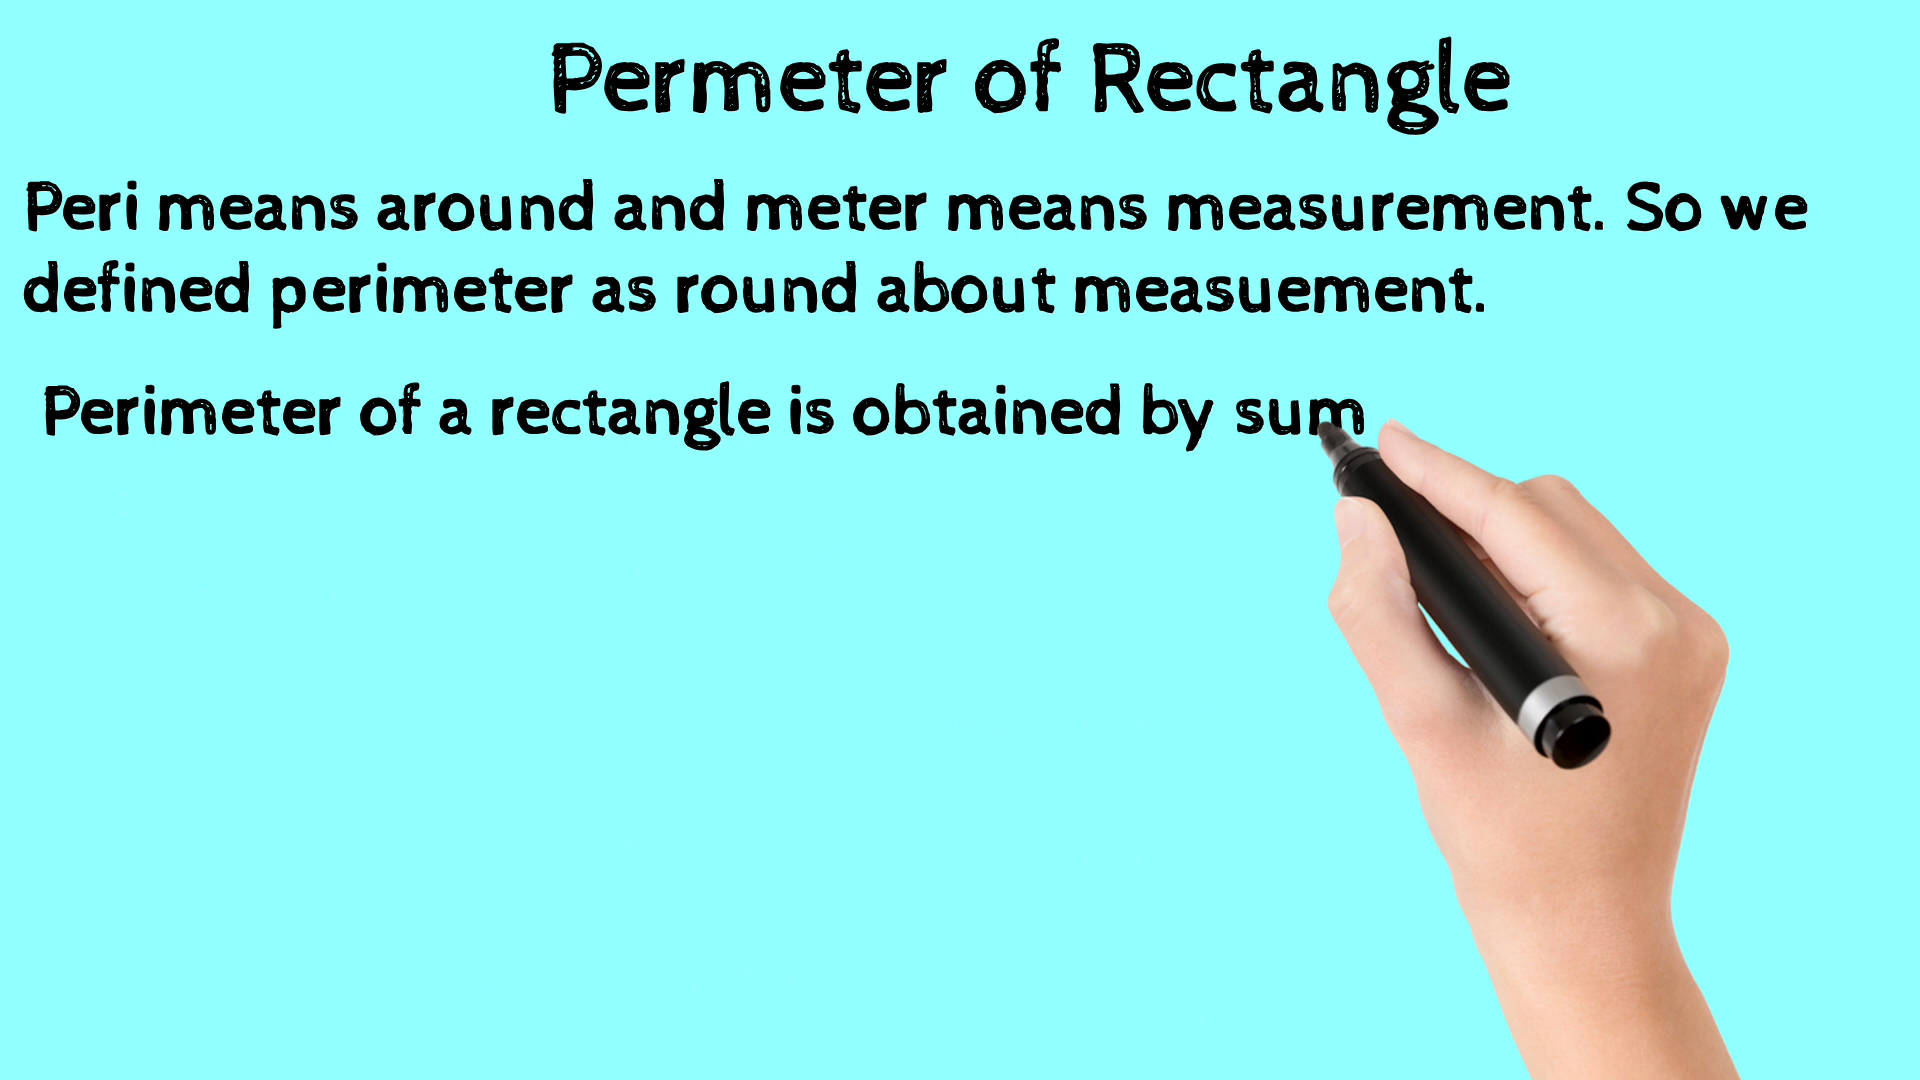 Permeter of Rectangle
Peri means around and meter means measurement. So we
defined perimeter as round about measuement.
Perimeter of a rectangle is obtained by sum